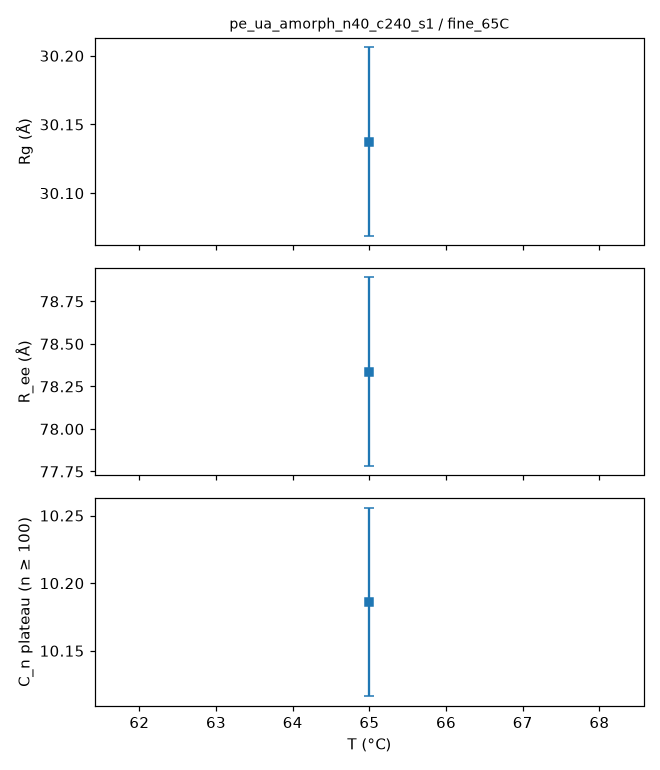 pe_ua_amorph_n40_c240_s1 / fine_65C
30.20
30.15
30.10
Rg (Å)
78.75
78.50
78.25
78.00
77.75
R_ee (Å)
10.25
10.20
10.15
C_n plateau (n ≥ 100)
62 63 64 65 66 67 68
T (°C)